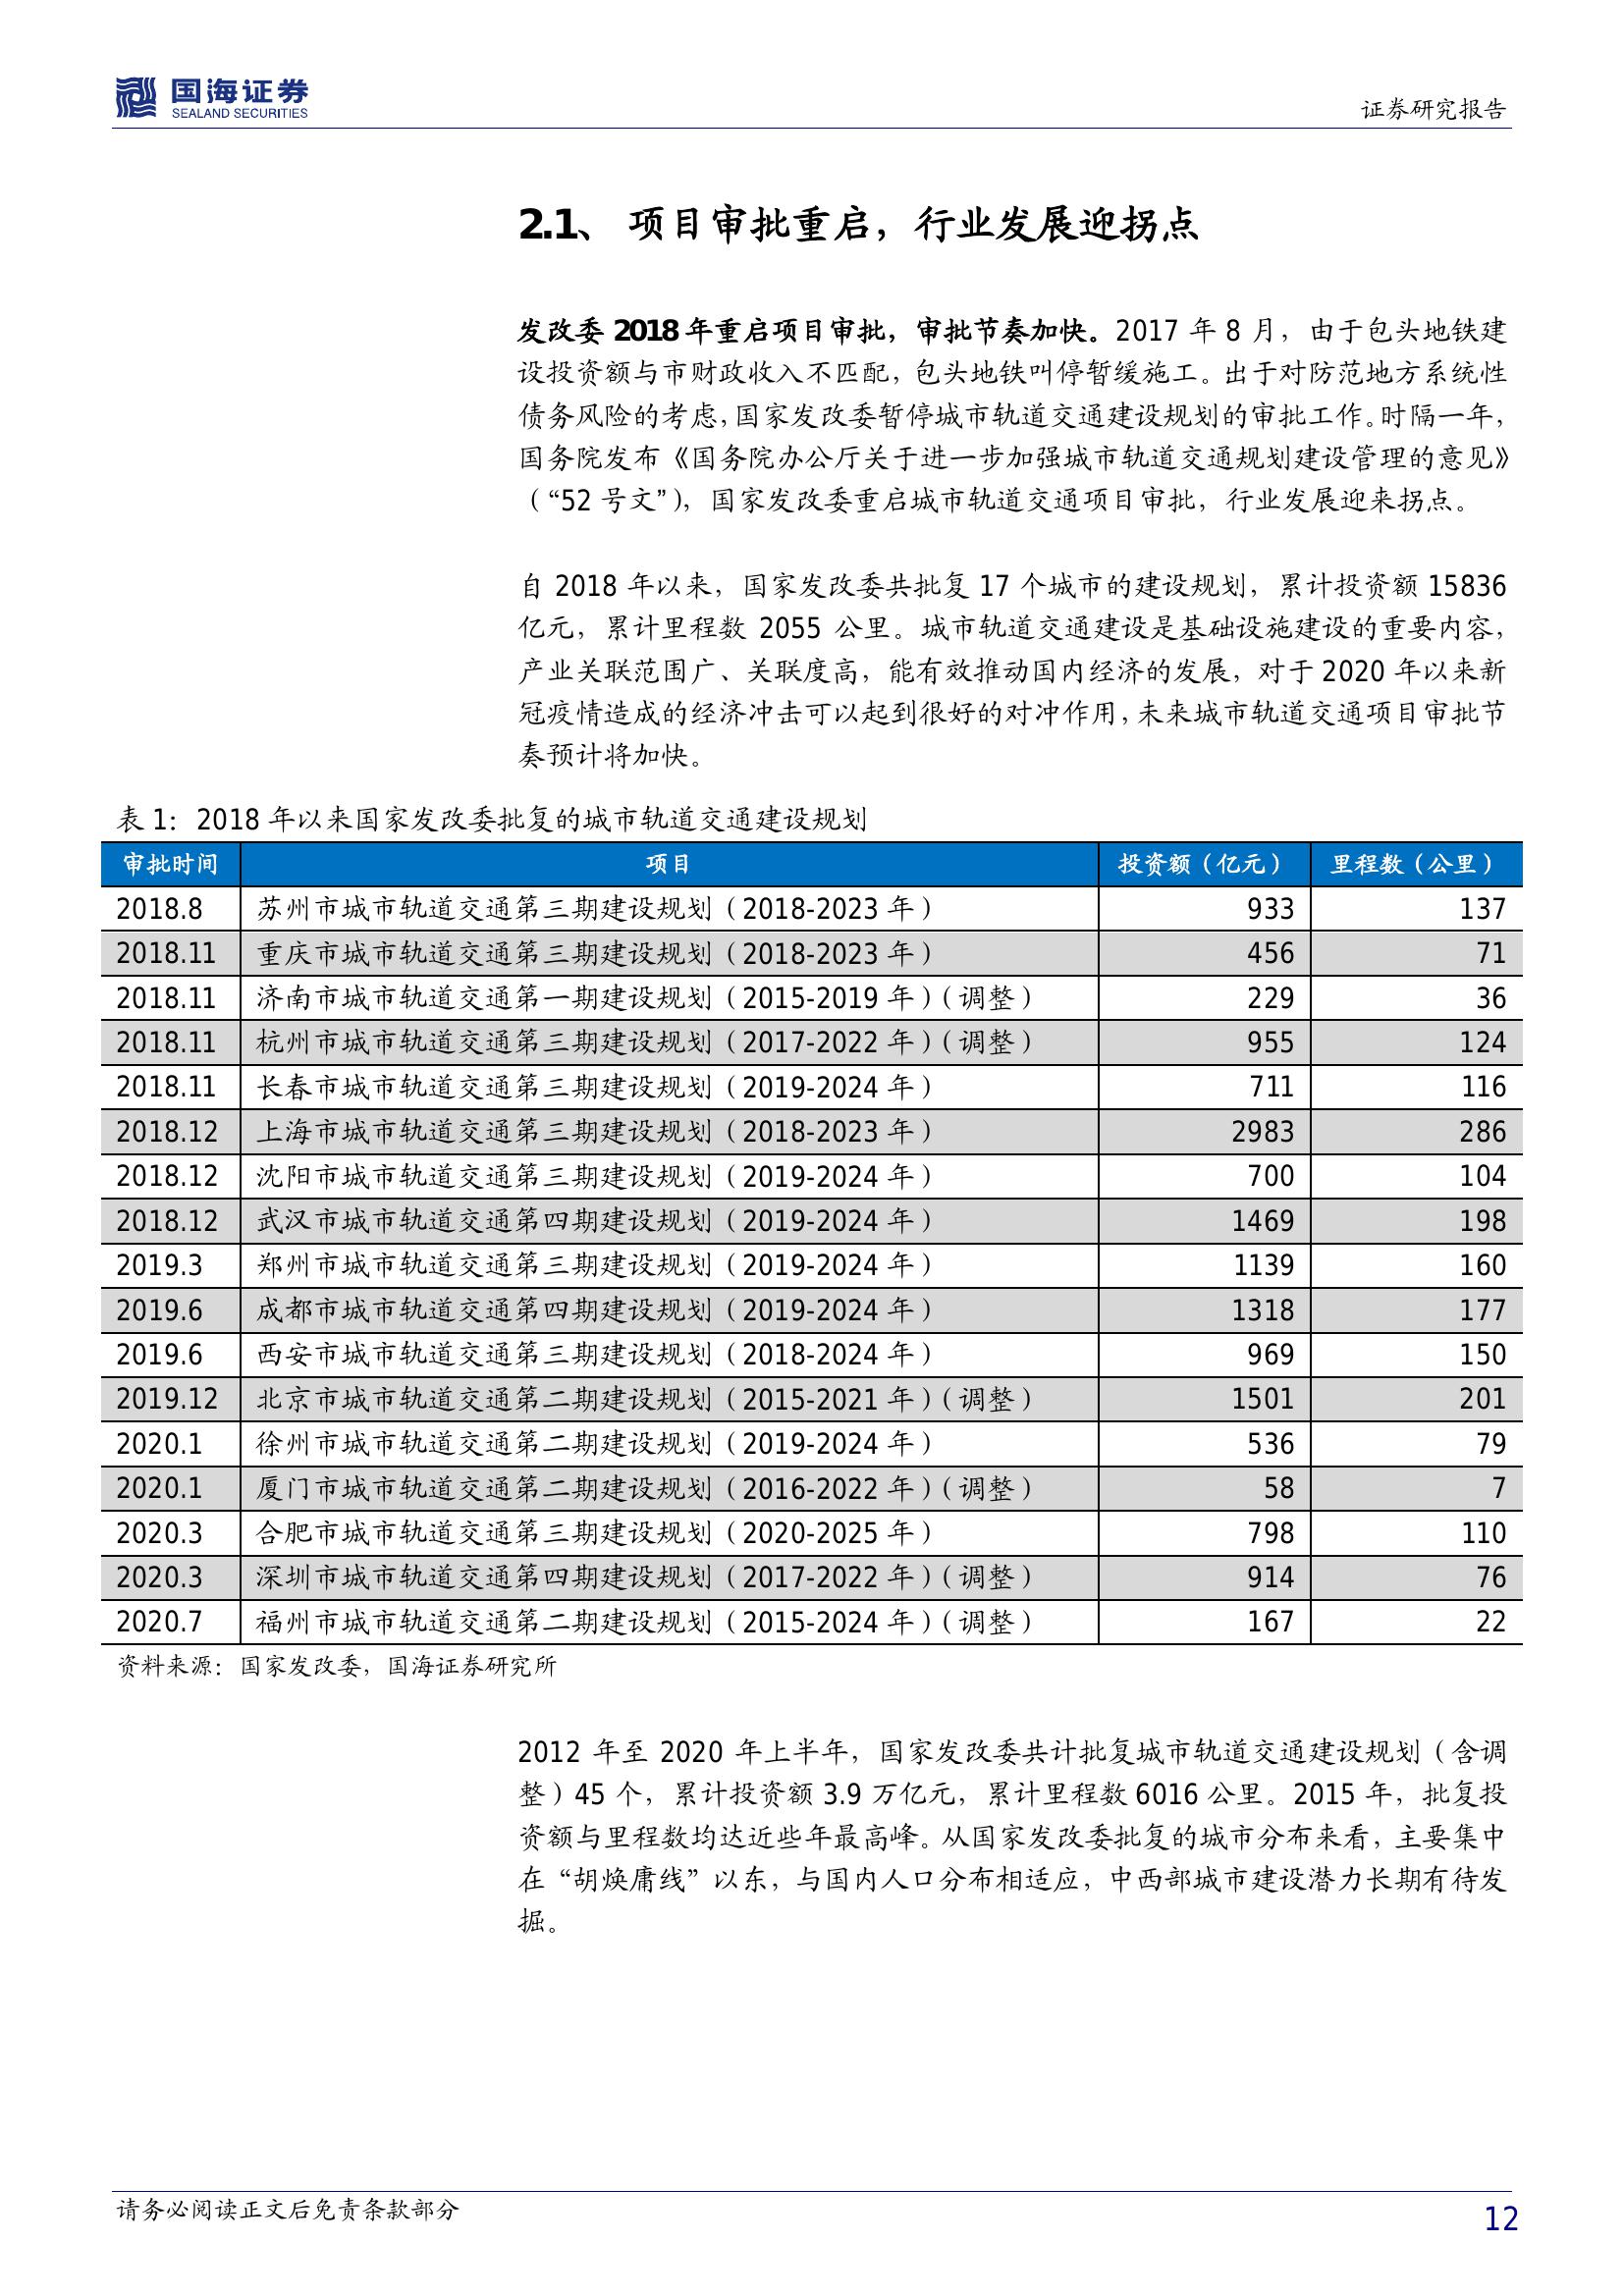 国海证券
SEALAND SECURITIES
证券研究报告
2.1、 项目审批重启，行业发展迎拐点
发改委 2018 年重启项目审批，审批节奏加快。2017 年 8 月，由于包头地铁建
设投资额与市财政收入不匹配，包头地铁叫停暂缓施工。出于对防范地方系统性
债务风险的考虑，国家发改委暂停城市轨道交通建设规划的审批工作。时隔一年，
国务院发布《国务院办公厅关于进一步加强城市轨道交通规划建设管理的意见》
（“52 号文”），国家发改委重启城市轨道交通项目审批，行业发展迎来拐点。
自 2018 年以来，国家发改委共批复 17 个城市的建设规划，累计投资额 15836
亿元，累计里程数 2055 公里。城市轨道交通建设是基础设施建设的重要内容，
产业关联范围广、关联度高，能有效推动国内经济的发展，对于 2020 年以来新
冠疫情造成的经济冲击可以起到很好的对冲作用，未来城市轨道交通项目审批节
奏预计将加快。
表 1：2018 年以来国家发改委批复的城市轨道交通建设规划
审批时间 项目 投资额（亿元） 里程数（公里）
2018.8 苏州市城市轨道交通第三期建设规划（2018-2023 年） 933 137
2018.11 重庆市城市轨道交通第三期建设规划（2018-2023 年） 456 71
2018.11 济南市城市轨道交通第一期建设规划（2015-2019 年）（调整） 229 36
2018.11 杭州市城市轨道交通第三期建设规划（2017-2022 年）（调整） 955 124
2018.11 长春市城市轨道交通第三期建设规划（2019-2024 年） 711 116
2018.12 上海市城市轨道交通第三期建设规划（2018-2023 年） 2983 286
2018.12 沈阳市城市轨道交通第三期建设规划（2019-2024 年） 700 104
2018.12 武汉市城市轨道交通第四期建设规划（2019-2024 年） 1469 198
2019.3 郑州市城市轨道交通第三期建设规划（2019-2024 年） 1139 160
2019.6 成都市城市轨道交通第四期建设规划（2019-2024 年） 1318 177
2019.6 西安市城市轨道交通第三期建设规划（2018-2024 年） 969 150
2019.12 北京市城市轨道交通第二期建设规划（2015-2021 年）（调整） 1501 201
2020.1 徐州市城市轨道交通第二期建设规划（2019-2024 年） 536 79
2020.1 厦门市城市轨道交通第二期建设规划（2016-2022 年）（调整） 58 7
2020.3 合肥市城市轨道交通第三期建设规划（2020-2025 年） 798 110
2020.3 深圳市城市轨道交通第四期建设规划（2017-2022 年）（调整） 914 76
2020.7 福州市城市轨道交通第二期建设规划（2015-2024 年）（调整） 167 22
资料来源：国家发改委，国海证券研究所
2012 年至 2020 年上半年，国家发改委共计批复城市轨道交通建设规划（含调
整）45 个，累计投资额 3.9 万亿元，累计里程数 6016 公里。2015 年，批复投
资额与里程数均达近些年最高峰。从国家发改委批复的城市分布来看，主要集中
在“胡焕庸线”以东，与国内人口分布相适应，中西部城市建设潜力长期有待发
掘。
请务必阅读正文后免责条款部分
12